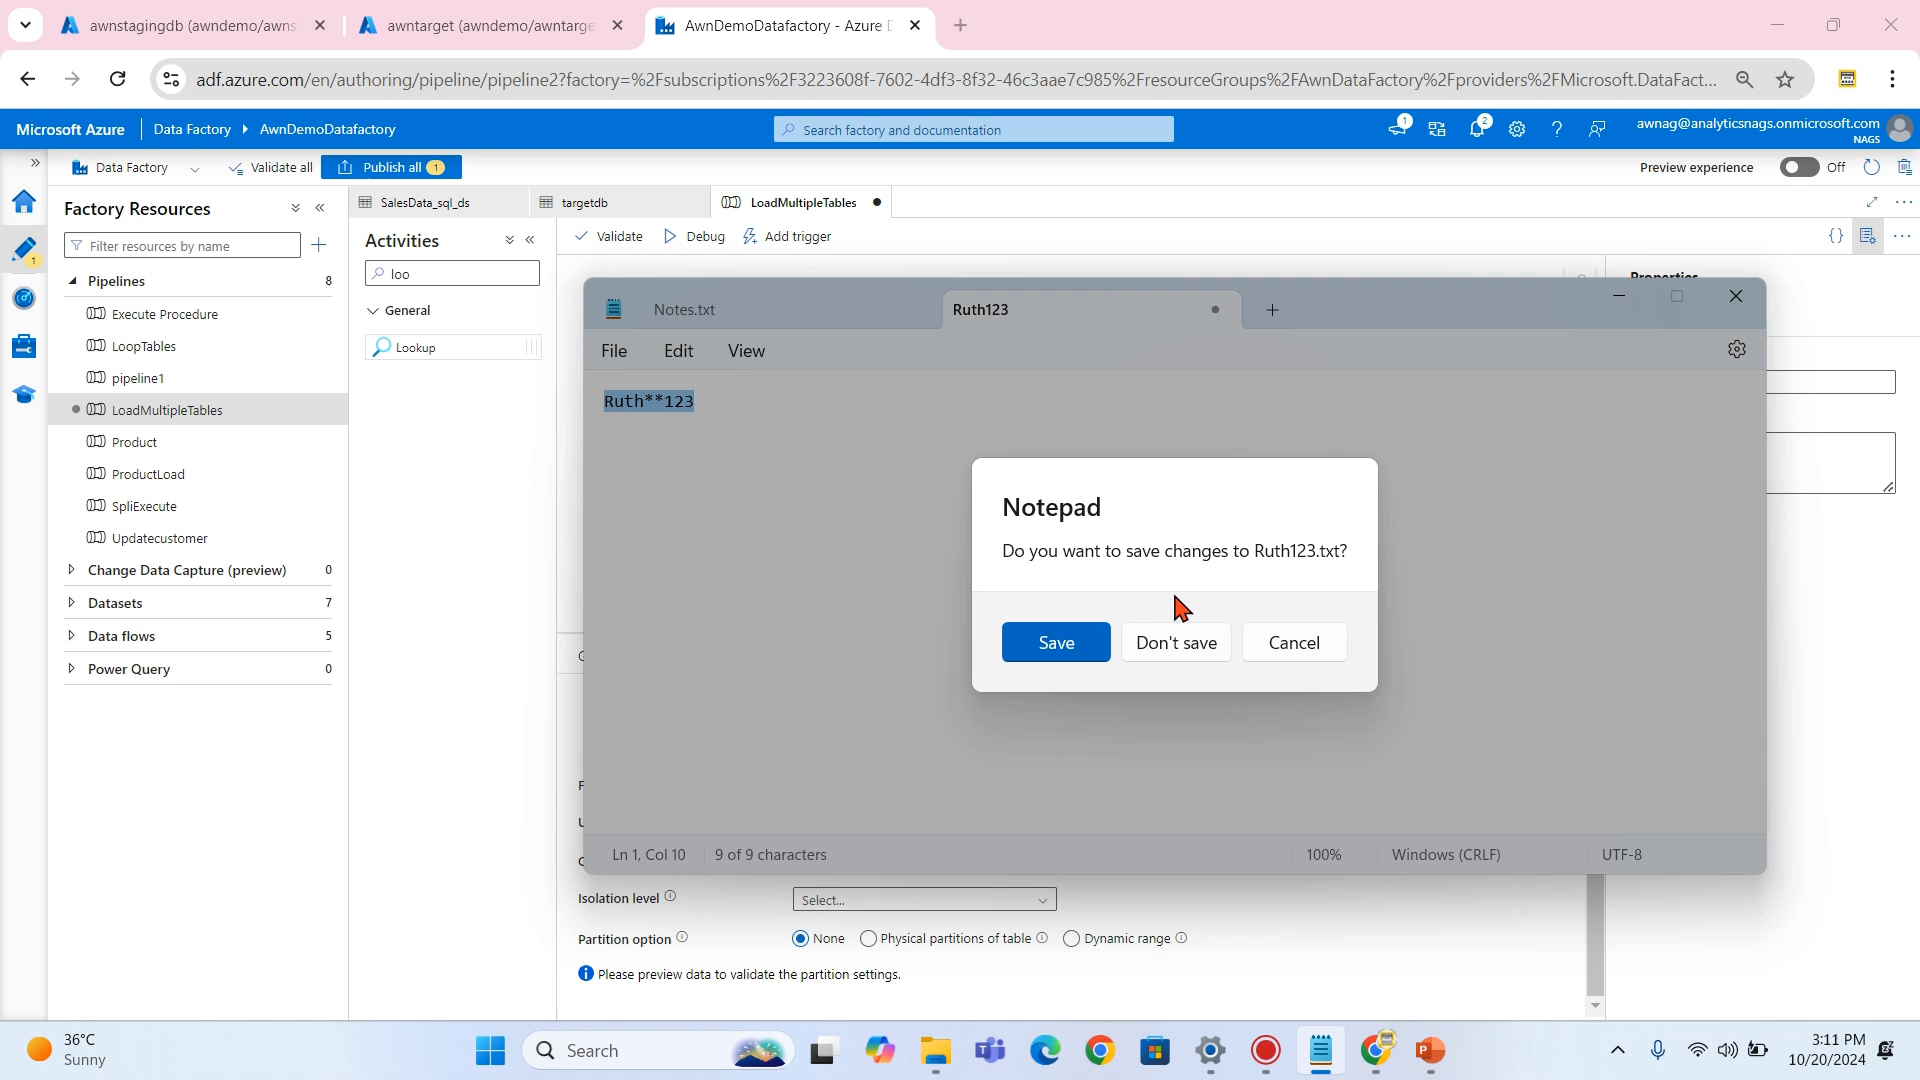 awnstagingdb (awndemo/awns
awntarget (awndemo/awntarge
AwnDemoDatafactory - Azure D
adf.azure.com/en/authoring/pipeline/pipeline2?factory=%2Fsubscriptions%2F3223608f-7602-4df3-8f32-46c3aae7c985%2FresourceGroups%2FAwnDataFactory%2Fproviders%2FMicrosoft.DataFact...
Microsoft Azure
Data Factory
AwnDemoDatafactory
Search factory and documentation
1
2
awnag@analyticsnags.onmicrosoft.com
NAGS
Data Factory
Validate all
Publish all 1
Preview experience
Off
Factory Resources
Filter resources by name
1
Pipelines 8
Execute Procedure
LoopTables
pipeline1
LoadMultipleTables
Product
ProductLoad
SpliExecute
Updatecustomer
Change Data Capture (preview) 0
Datasets 7
Data flows 5
Power Query 0
SalesData_sql_ds
targetdb
LoadMultipleTables
Activities
loo
General
Lookup
Validate
Debug
Add trigger
{}
Properties
Notes.txt
Ruth123
File
Edit
View
Ruth**123
Notepad
Do you want to save changes to Ruth123.txt?
Save
Don't save
Cancel
Ln 1, Col 10
9 of 9 characters
100%
Windows (CRLF)
UTF-8
Isolation level
Select...
Partition option
None
Physical partitions of table
Dynamic range
Please preview data to validate the partition settings.
36°C
Sunny
Search
3:11 PM
10/20/2024